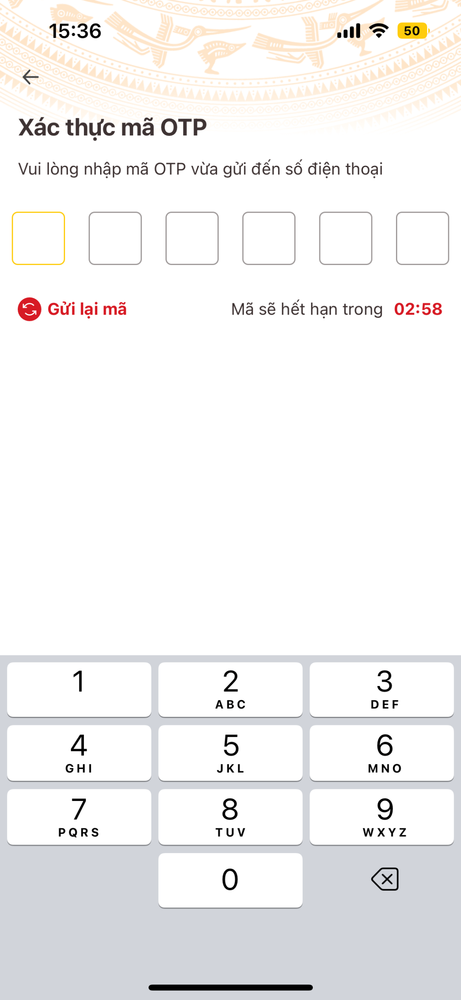 15:36
50
Xác thực mã OTP
Vui lòng nhập mã OTP vừa gửi đến số điện thoại
Gửi lại mã
Mã sẽ hết hạn trong 02:58
1 2 3
ABC DEF
4 5 6
GHI JKL MNO
7 8 9
PQRS TUV WXYZ
0